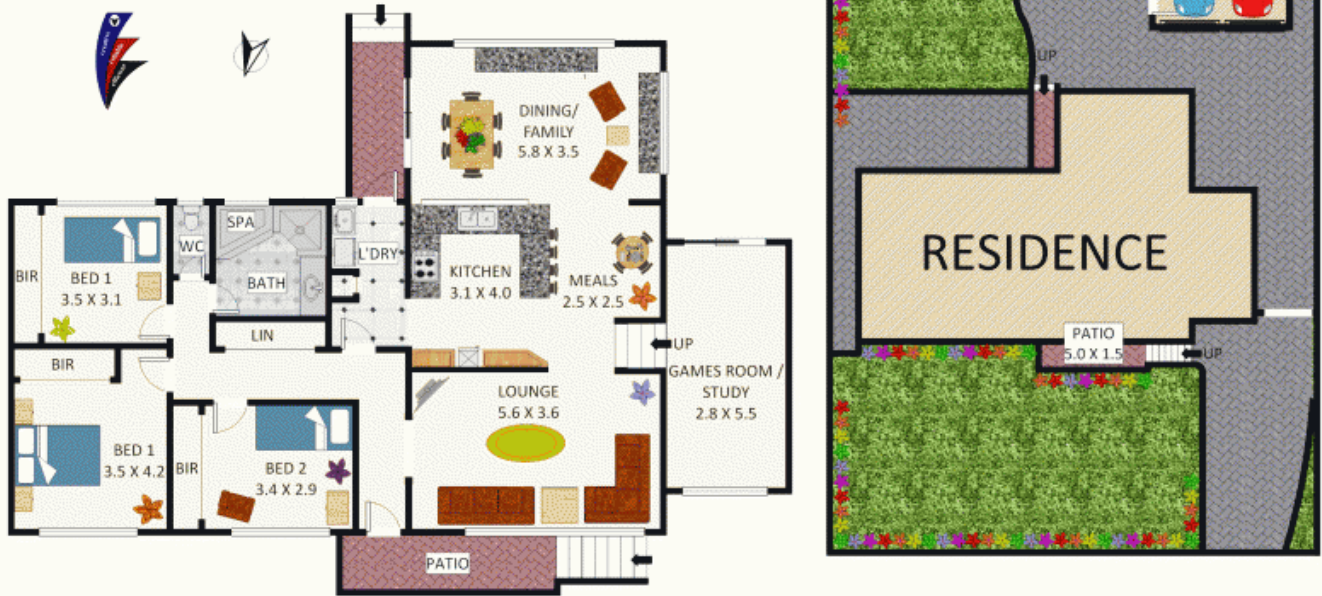 DINING/
FAMILY
5.8 X 3.5
SPA
WC
BATH
L'DRY
BIR
BED 1
3.5 X 3.1
KITCHEN
3.1 X 4.0
MEALS
2.5 X 2.5
LIN
UP
BIR
GAMES ROOM /
STUDY
2.8 X 5.5
LOUNGE
5.6 X 3.6
BED 1
3.5 X 4.2
BIR
BED 2
3.4 X 2.9
PATIO
UP
RESIDENCE
PATIO
5.0 X 1.5
UP